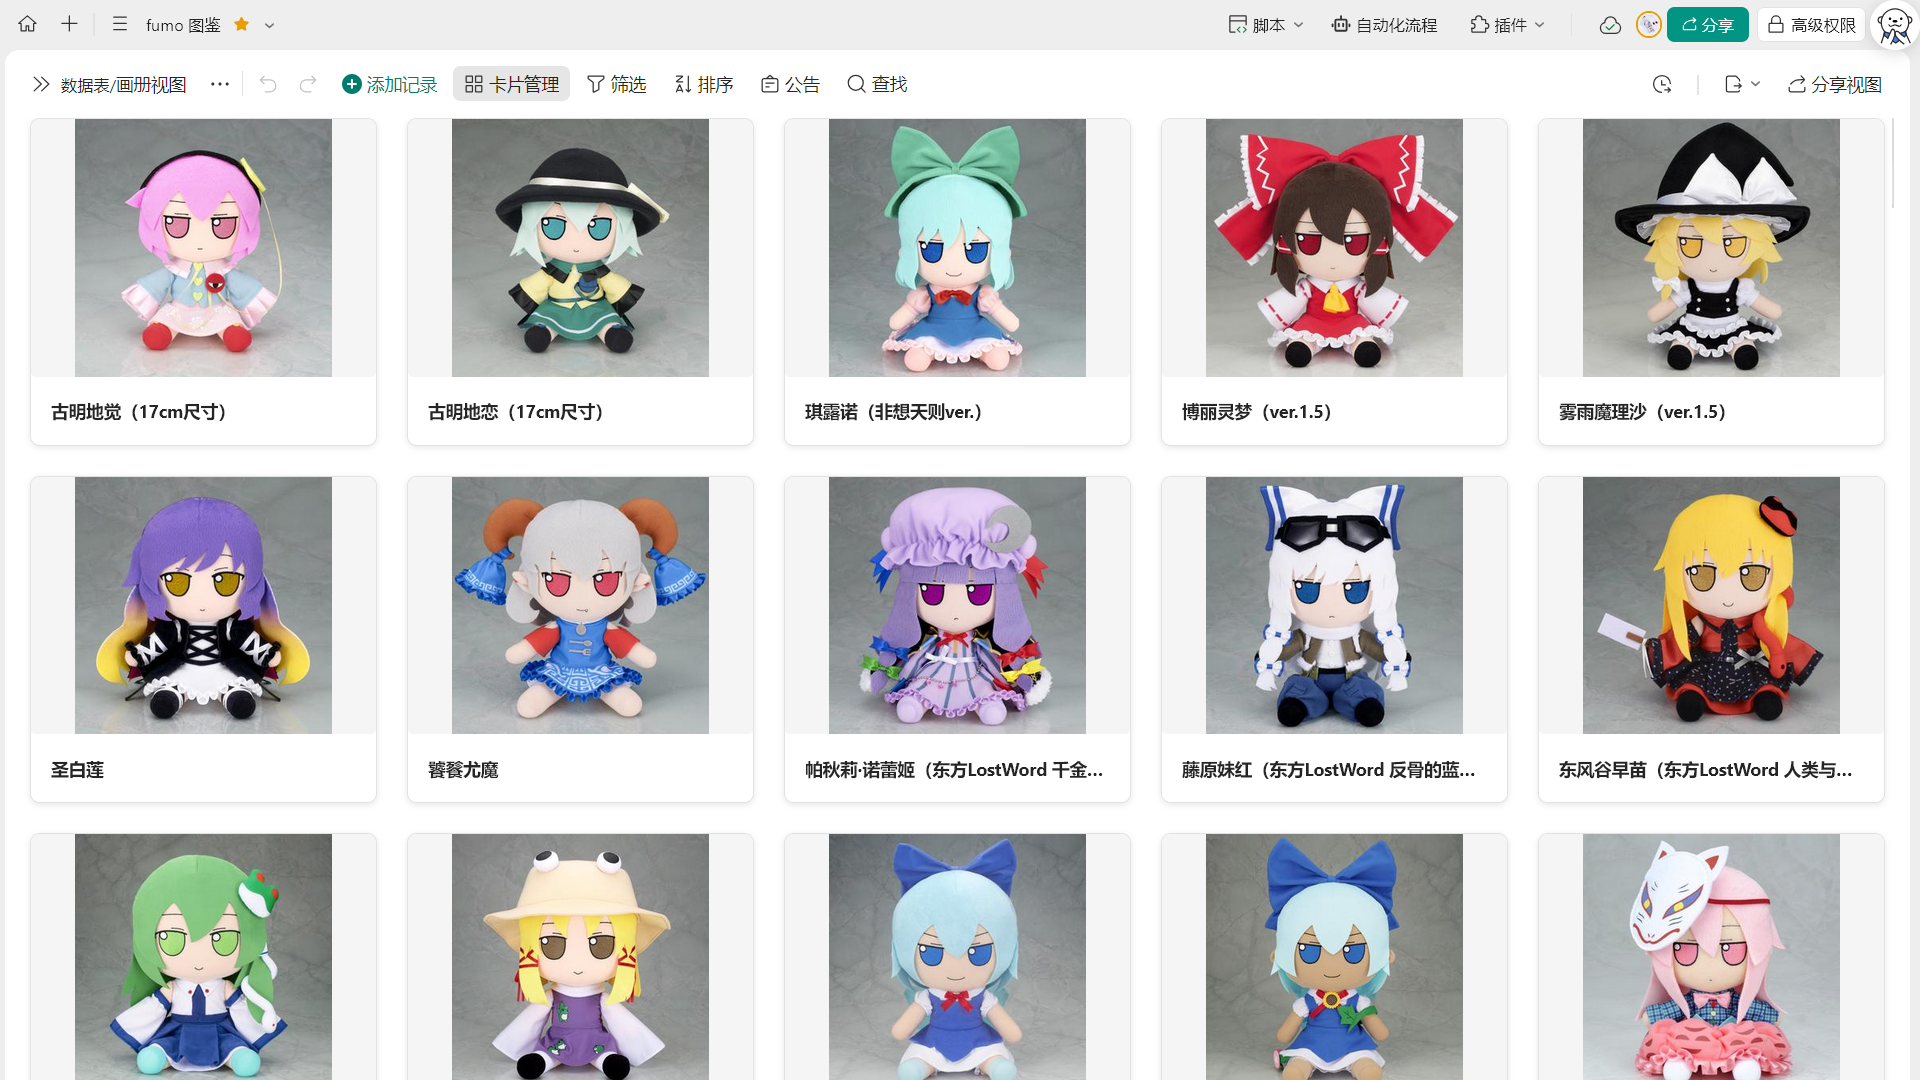 fumo 图鉴
脚本
自动化流程
插件
分享
高级权限
数据表/画册视图
添加记录
卡片管理
筛选
排序
公告
查找
分享视图
古明地觉（17cm尺寸）
古明地恋（17cm尺寸）
琪露诺（非想天则ver.）
博丽灵梦（ver.1.5）
雾雨魔理沙（ver.1.5）
圣白莲
饕餮尤魔
帕秋莉·诺蕾姬（东方LostWord 千金...
藤原妹红（东方LostWord 反骨的蓝...
东风谷早苗（东方LostWord 人类与...